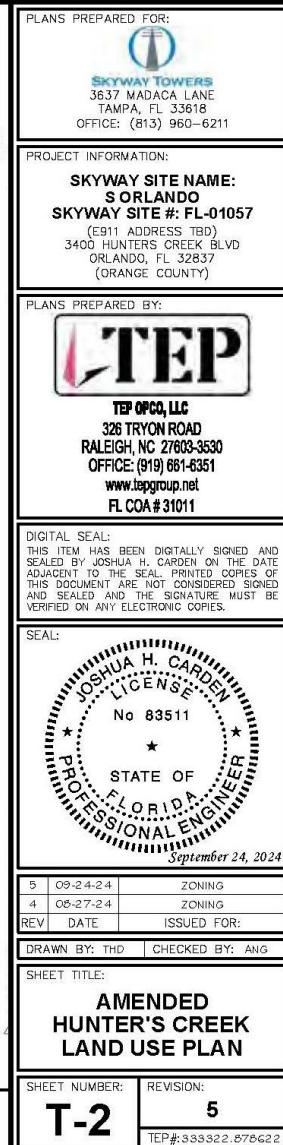 PLANS PREPARED FOR:
SKYWAY TOWERS
3637 MADACA LANE
TAMPA, FL 33618
OFFICE: (813) 960-6211
PROJECT INFORMATION:
SKYWAY SITE NAME:
S ORLANDO
SKYWAY SITE #: FL-01057
(E911 ADDRESS TBD)
3400 HUNTERS CREEK BLVD
ORLANDO, FL 32837
(ORANGE COUNTY)
PLANS PREPARED BY:
TEP
TEP OPCO, LLC
326 TRYON ROAD
RALEIGH, NC 27603-3530
OFFICE: (919) 661-6351
www.tepgroup.net
FL COA # 31011
DIGITAL SEAL:
THIS ITEM HAS BEEN DIGITALLY SIGNED AND
SEALED BY JOSHUA H. CARDEN ON THE DATE
ADJACENT TO THE SEAL. PRINTED COPIES OF
THIS DOCUMENT ARE NOT CONSIDERED SIGNED
AND SEALED AND THE SIGNATURE MUST BE
VERIFIED ON ANY ELECTRONIC COPIES.
SEAL:
JOSHUA H. CARDEN
LICENSE
No 83511
STATE OF
FLORIDA
PROFESSIONAL ENGINEER
September 24, 2024
5 09-24-24 ZONING
4 08-27-24 ZONING
REV DATE ISSUED FOR:
DRAWN BY: THD CHECKED BY: ANG
SHEET TITLE:
AMENDED
HUNTER'S CREEK
LAND USE PLAN
SHEET NUMBER: REVISION:
T-2 5
TEP#:333322.878622